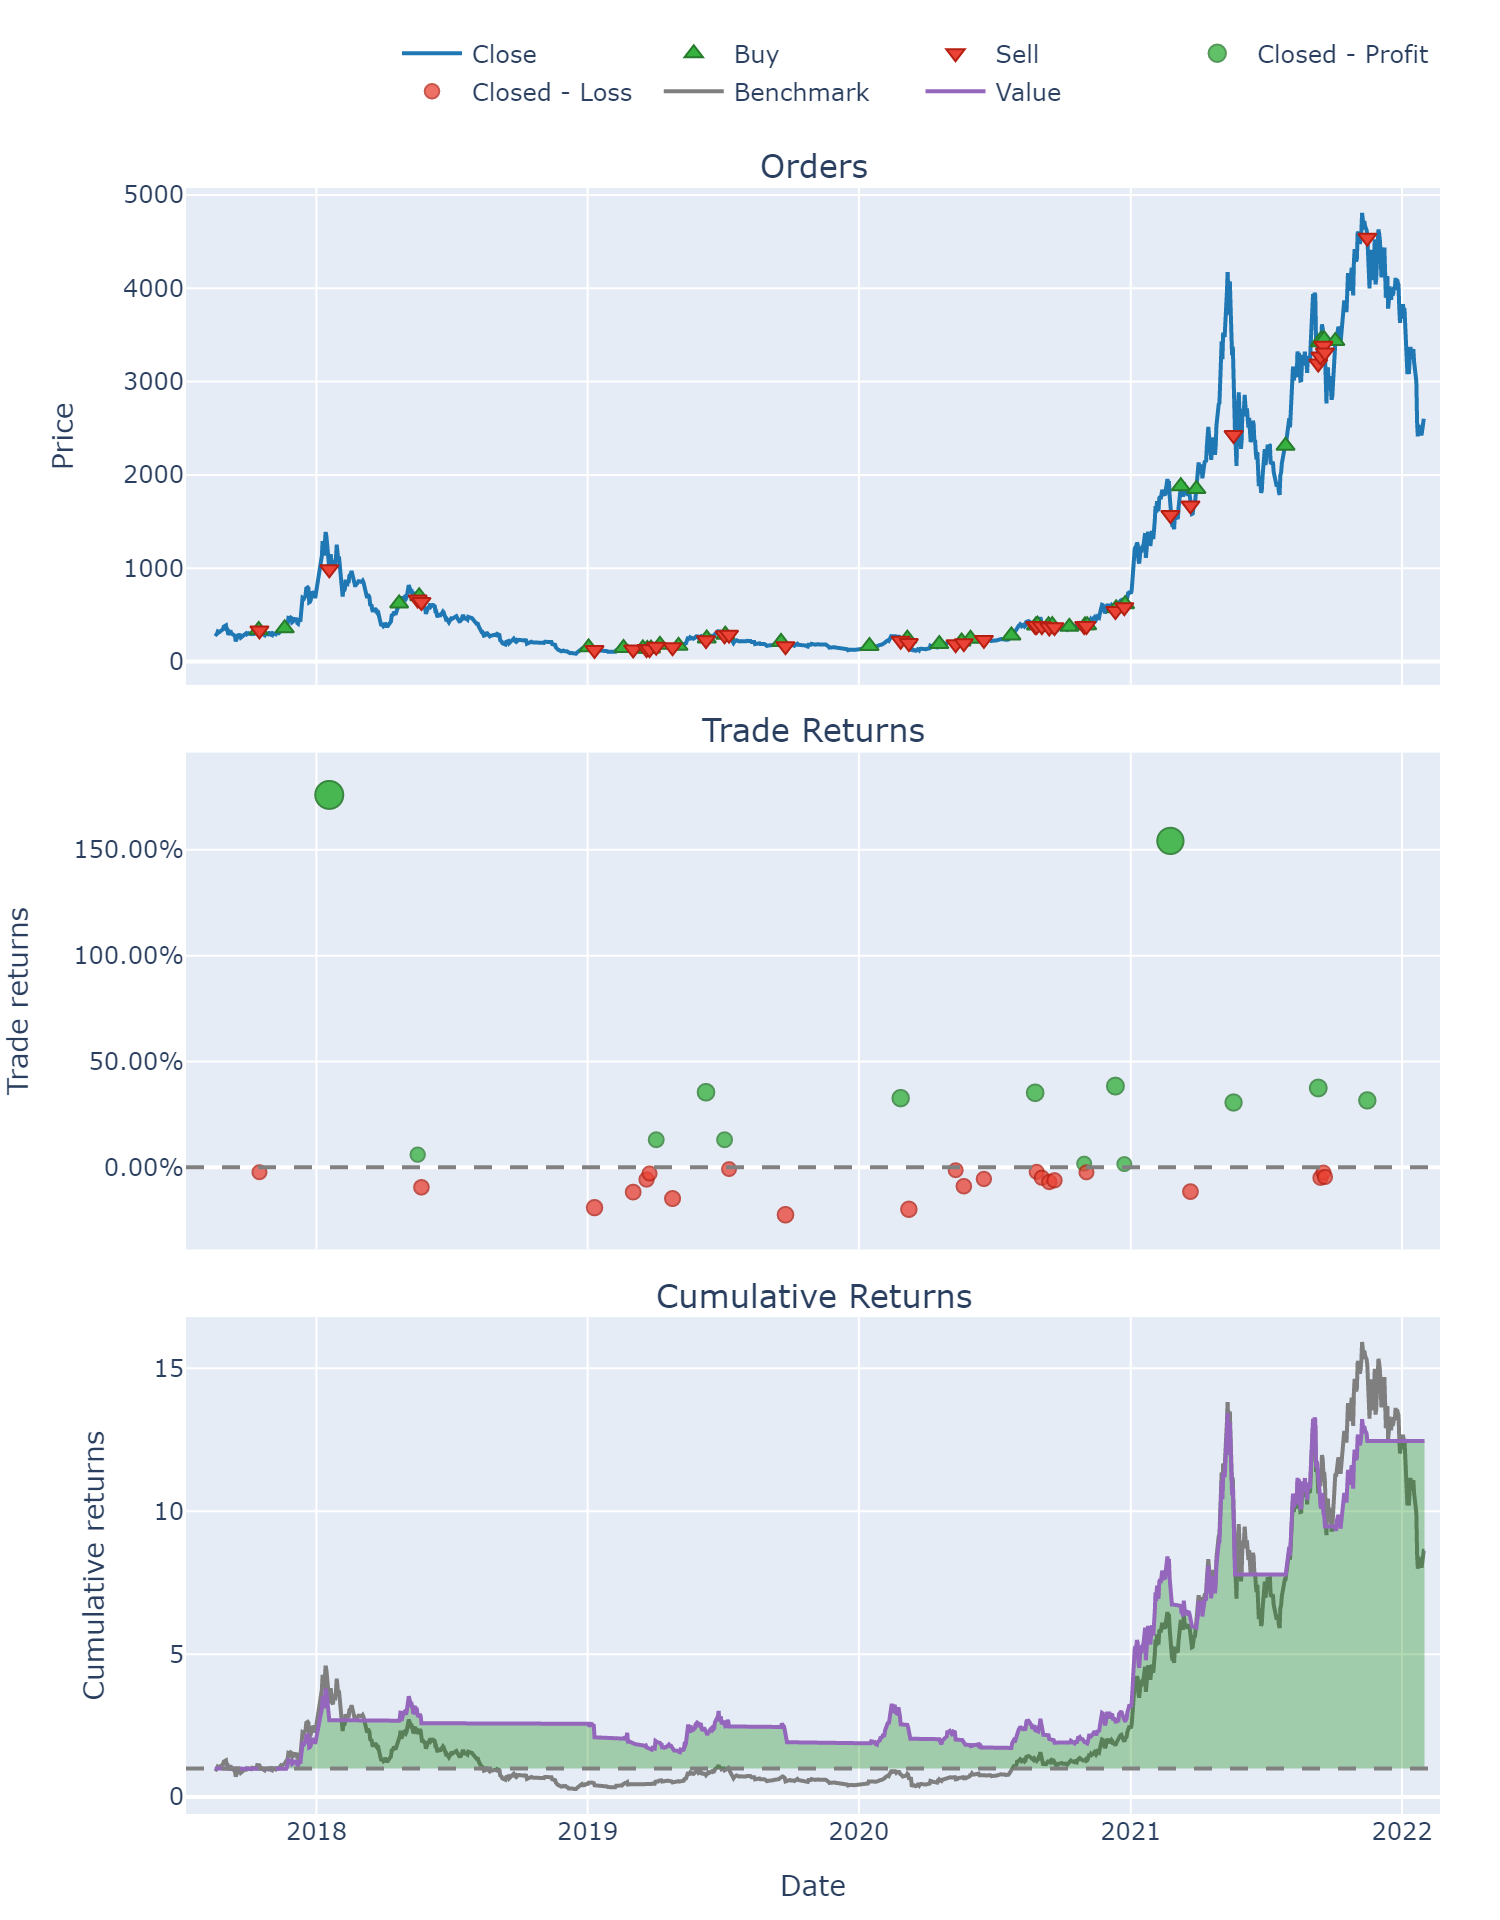 Close Buy Sell Closed - Profit
Closed - Loss Benchmark Value
Orders
5000
4000
3000
2000
1000
0
Price
Trade Returns
150.00%
100.00%
50.00%
0.00%
Trade returns
Cumulative Returns
15
10
5
0
Cumulative returns
2018 2019 2020 2021 2022
Date